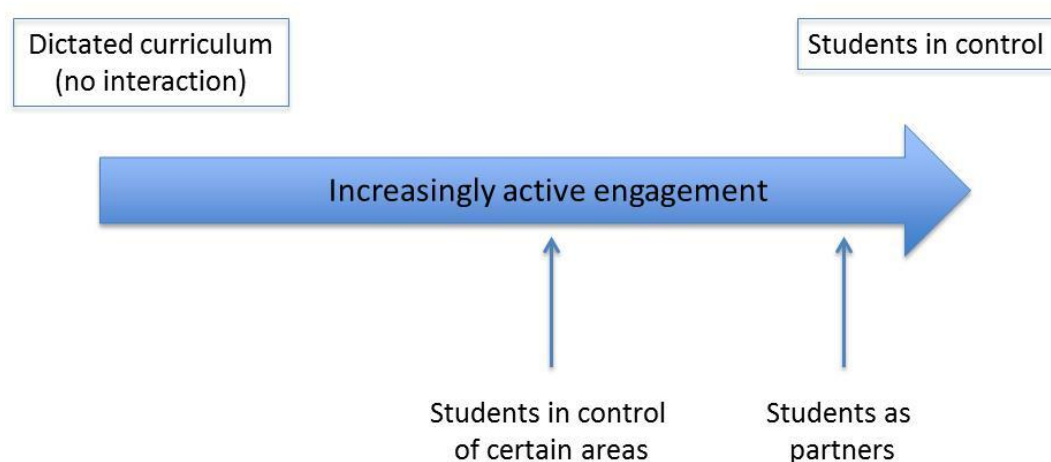 Dictated curriculum
(no interaction)
Students in control
Increasingly active engagement
Students in control
of certain areas
Students as
partners